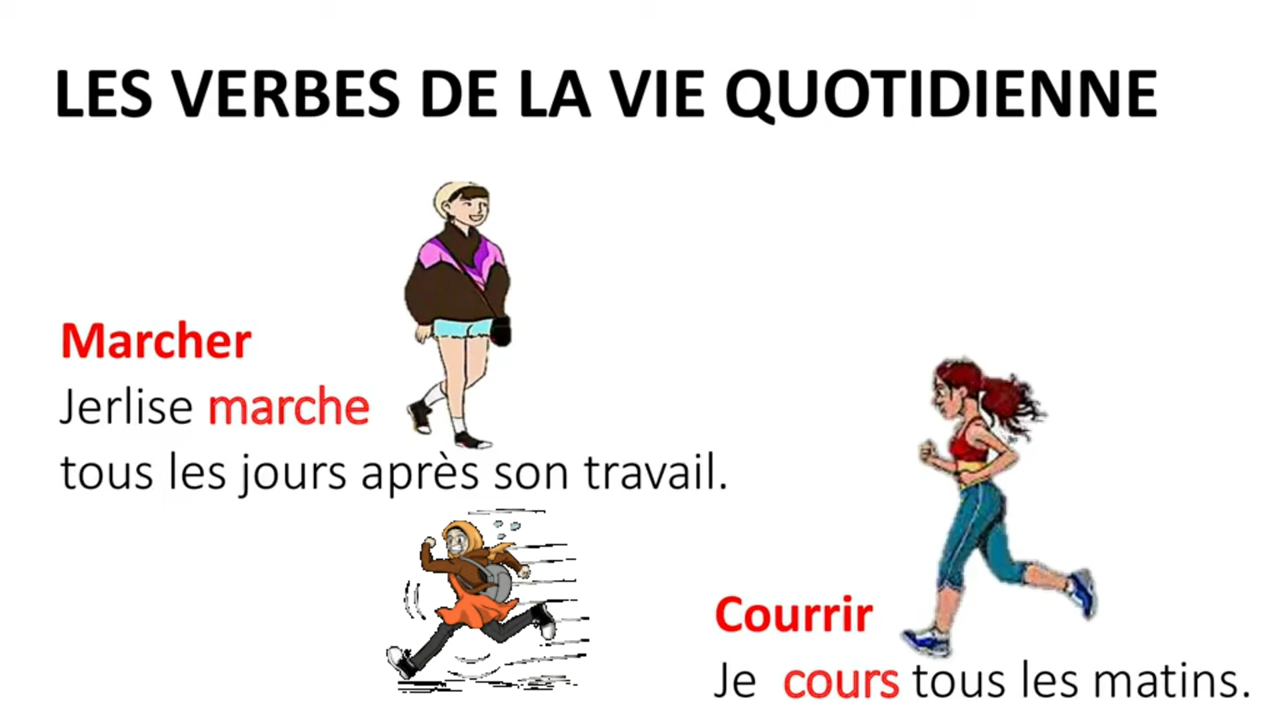 LES VERBES DE LA VIE QUOTIDIENNE
Marcher
Jerlise marche
tous les jours après son travail.
Courrir
Je cours tous les matins.